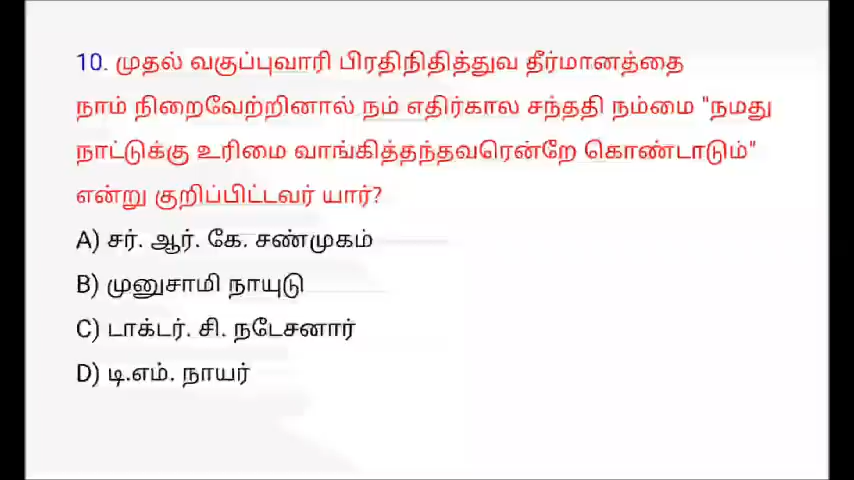 10. முதல் வகுப்புவாரி பிரதிநிதித்துவ தீர்மானத்தை
நாம் நிறைவேற்றினால் நம் எதிர்கால சந்ததி நம்மை "நமது
நாட்டுக்கு உரிமை வாங்கித்தந்தவரென்றே கொண்டாடும்"
என்று குறிப்பிட்டவர் யார்?
A) சர். ஆர். கே. சண்முகம்
B) முனுசாமி நாயுடு
C) டாக்டர். சி. நடேசனார்
D) டி.எம். நாயர்